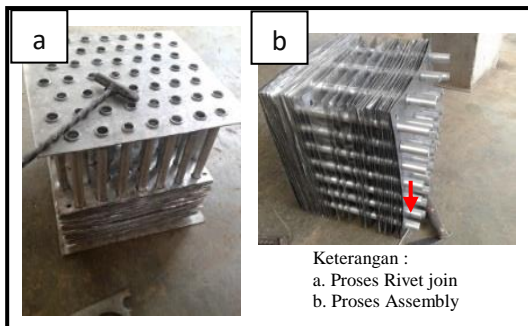 a
b
Keterangan :
a. Proses Rivet join
b. Proses Assembly